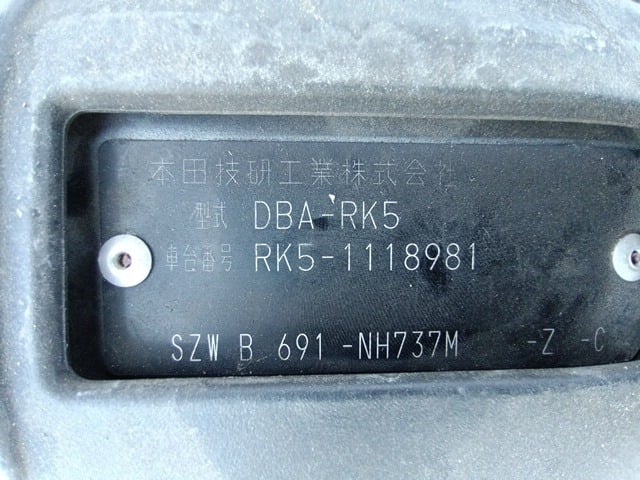 本田技研工業株式会社
型式 DBA-RK5
車台番号 RK5-1118981
SZW B 691 -NH737M -Z -C